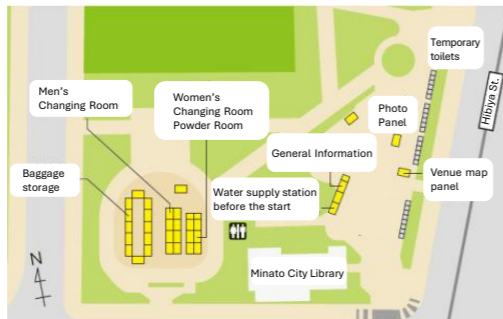 Temporary
toilets
Hibiya St.
Men's
Changing Room
Women's
Changing Room
Powder Room
Photo
Panel
General Information
Baggage
storage
Water supply station
before the start
Venue map
panel
Minato City Library
N